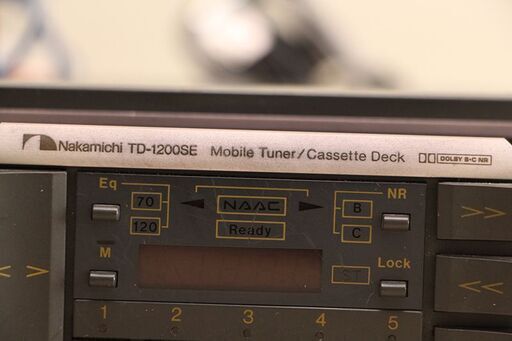 Nakamichi TD-1200SE Mobile Tuner/Cassette Deck DOLBY B·C NR
Eq 70 NAAC B NR
120 Ready C
M ST Lock
1 2 3 4 5